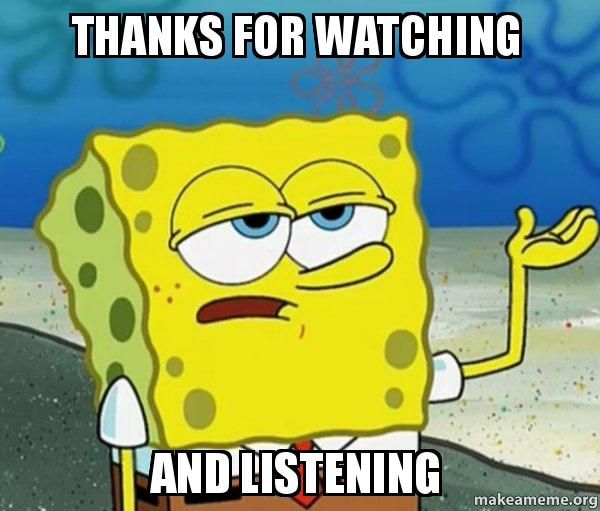 THANKS FOR WATCHING
AND LISTENING
makeameme.org